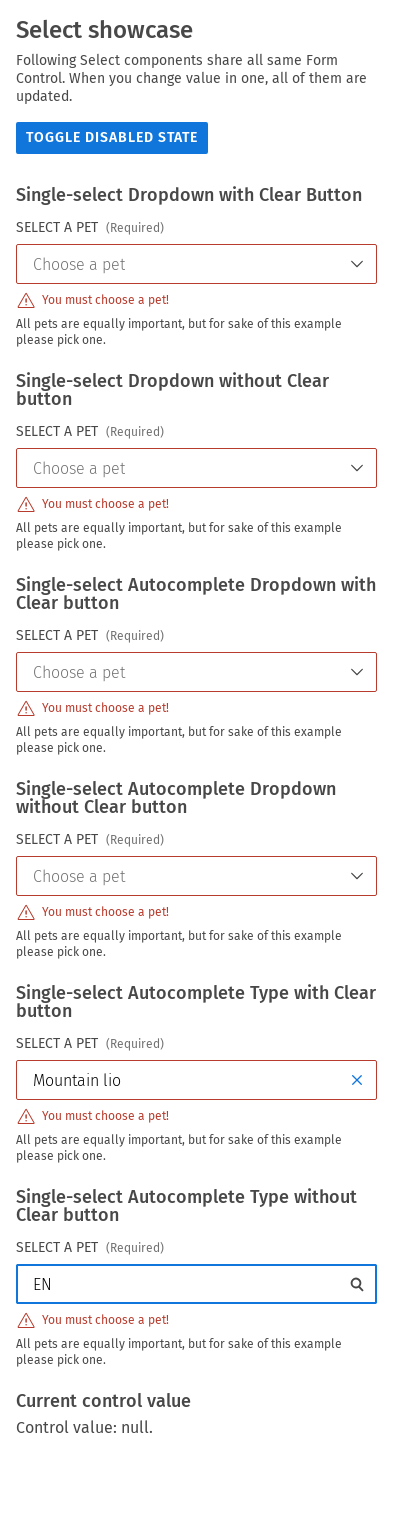 Select showcase
Following Select components share all same Form
Control. When you change value in one, all of them are
updated.
TOGGLE DISABLED STATE
Single-select Dropdown with Clear Button
SELECT A PET (Required)
Choose a pet
You must choose a pet!
All pets are equally important, but for sake of this example
please pick one.
Single-select Dropdown without Clear
button
SELECT A PET (Required)
Choose a pet
You must choose a pet!
All pets are equally important, but for sake of this example
please pick one.
Single-select Autocomplete Dropdown with
Clear button
SELECT A PET (Required)
Choose a pet
You must choose a pet!
All pets are equally important, but for sake of this example
please pick one.
Single-select Autocomplete Dropdown
without Clear button
SELECT A PET (Required)
Choose a pet
You must choose a pet!
All pets are equally important, but for sake of this example
please pick one.
Single-select Autocomplete Type with Clear
button
SELECT A PET (Required)
Mountain lio
You must choose a pet!
All pets are equally important, but for sake of this example
please pick one.
Single-select Autocomplete Type without
Clear button
SELECT A PET (Required)
EN
You must choose a pet!
All pets are equally important, but for sake of this example
please pick one.
Current control value
Control value: null.